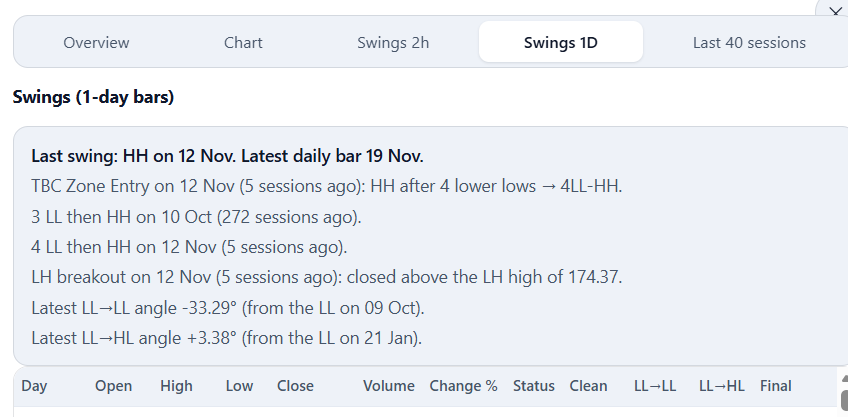 Overview Chart Swings 2h Swings 1D Last 40 sessions
Swings (1-day bars)
Last swing: HH on 12 Nov. Latest daily bar 19 Nov.
TBC Zone Entry on 12 Nov (5 sessions ago): HH after 4 lower lows → 4LL-HH.
3 LL then HH on 10 Oct (272 sessions ago).
4 LL then HH on 12 Nov (5 sessions ago).
LH breakout on 12 Nov (5 sessions ago): closed above the LH high of 174.37.
Latest LL→LL angle -33.29° (from the LL on 09 Oct).
Latest LL→HL angle +3.38° (from the LL on 21 Jan).
Day Open High Low Close Volume Change % Status Clean LL→LL LL→HL Final